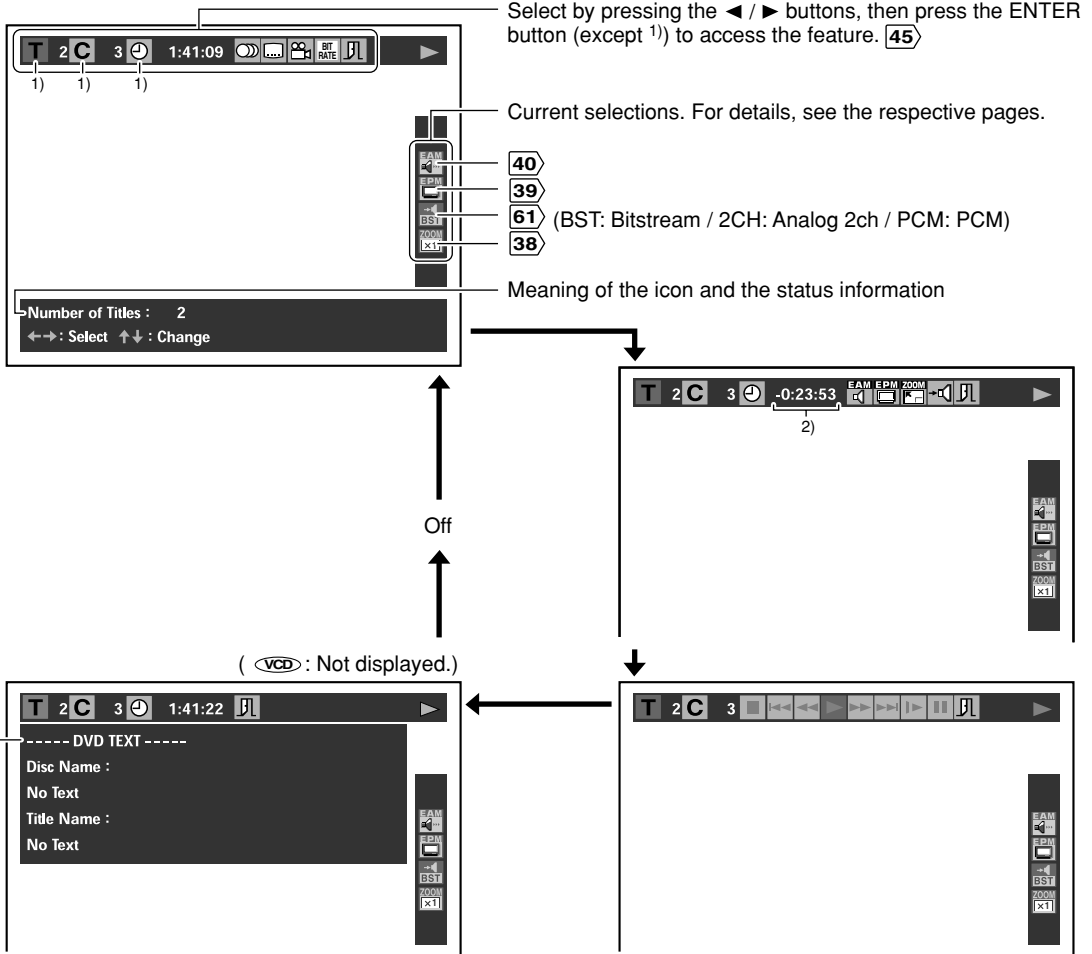 Select by pressing the ◄ / ► buttons, then press the ENTER
button (except 1)) to access the feature. 45
T 2 C 3 1:41:09 BIT RATE
1) 1) 1)
Current selections. For details, see the respective pages.
EAM
40
EPM
39
BST
61 (BST: Bitstream / 2CH: Analog 2ch / PCM: PCM)
ZOOM ×1
38
Meaning of the icon and the status information
Number of Titles : 2
←→: Select ↑↓ : Change
T 2 C 3 -0:23:53 EAM EPM ZOOM
2)
EAM
EPM
BST
ZOOM
×1
Off
( VCD : Not displayed.)
T 2 C 3 1:41:22
------ DVD TEXT ------
Disc Name :
No Text
Title Name :
No Text
EAM
EPM
BST
ZOOM
×1
T 2 C 3
EAM
EPM
BST
ZOOM
×1